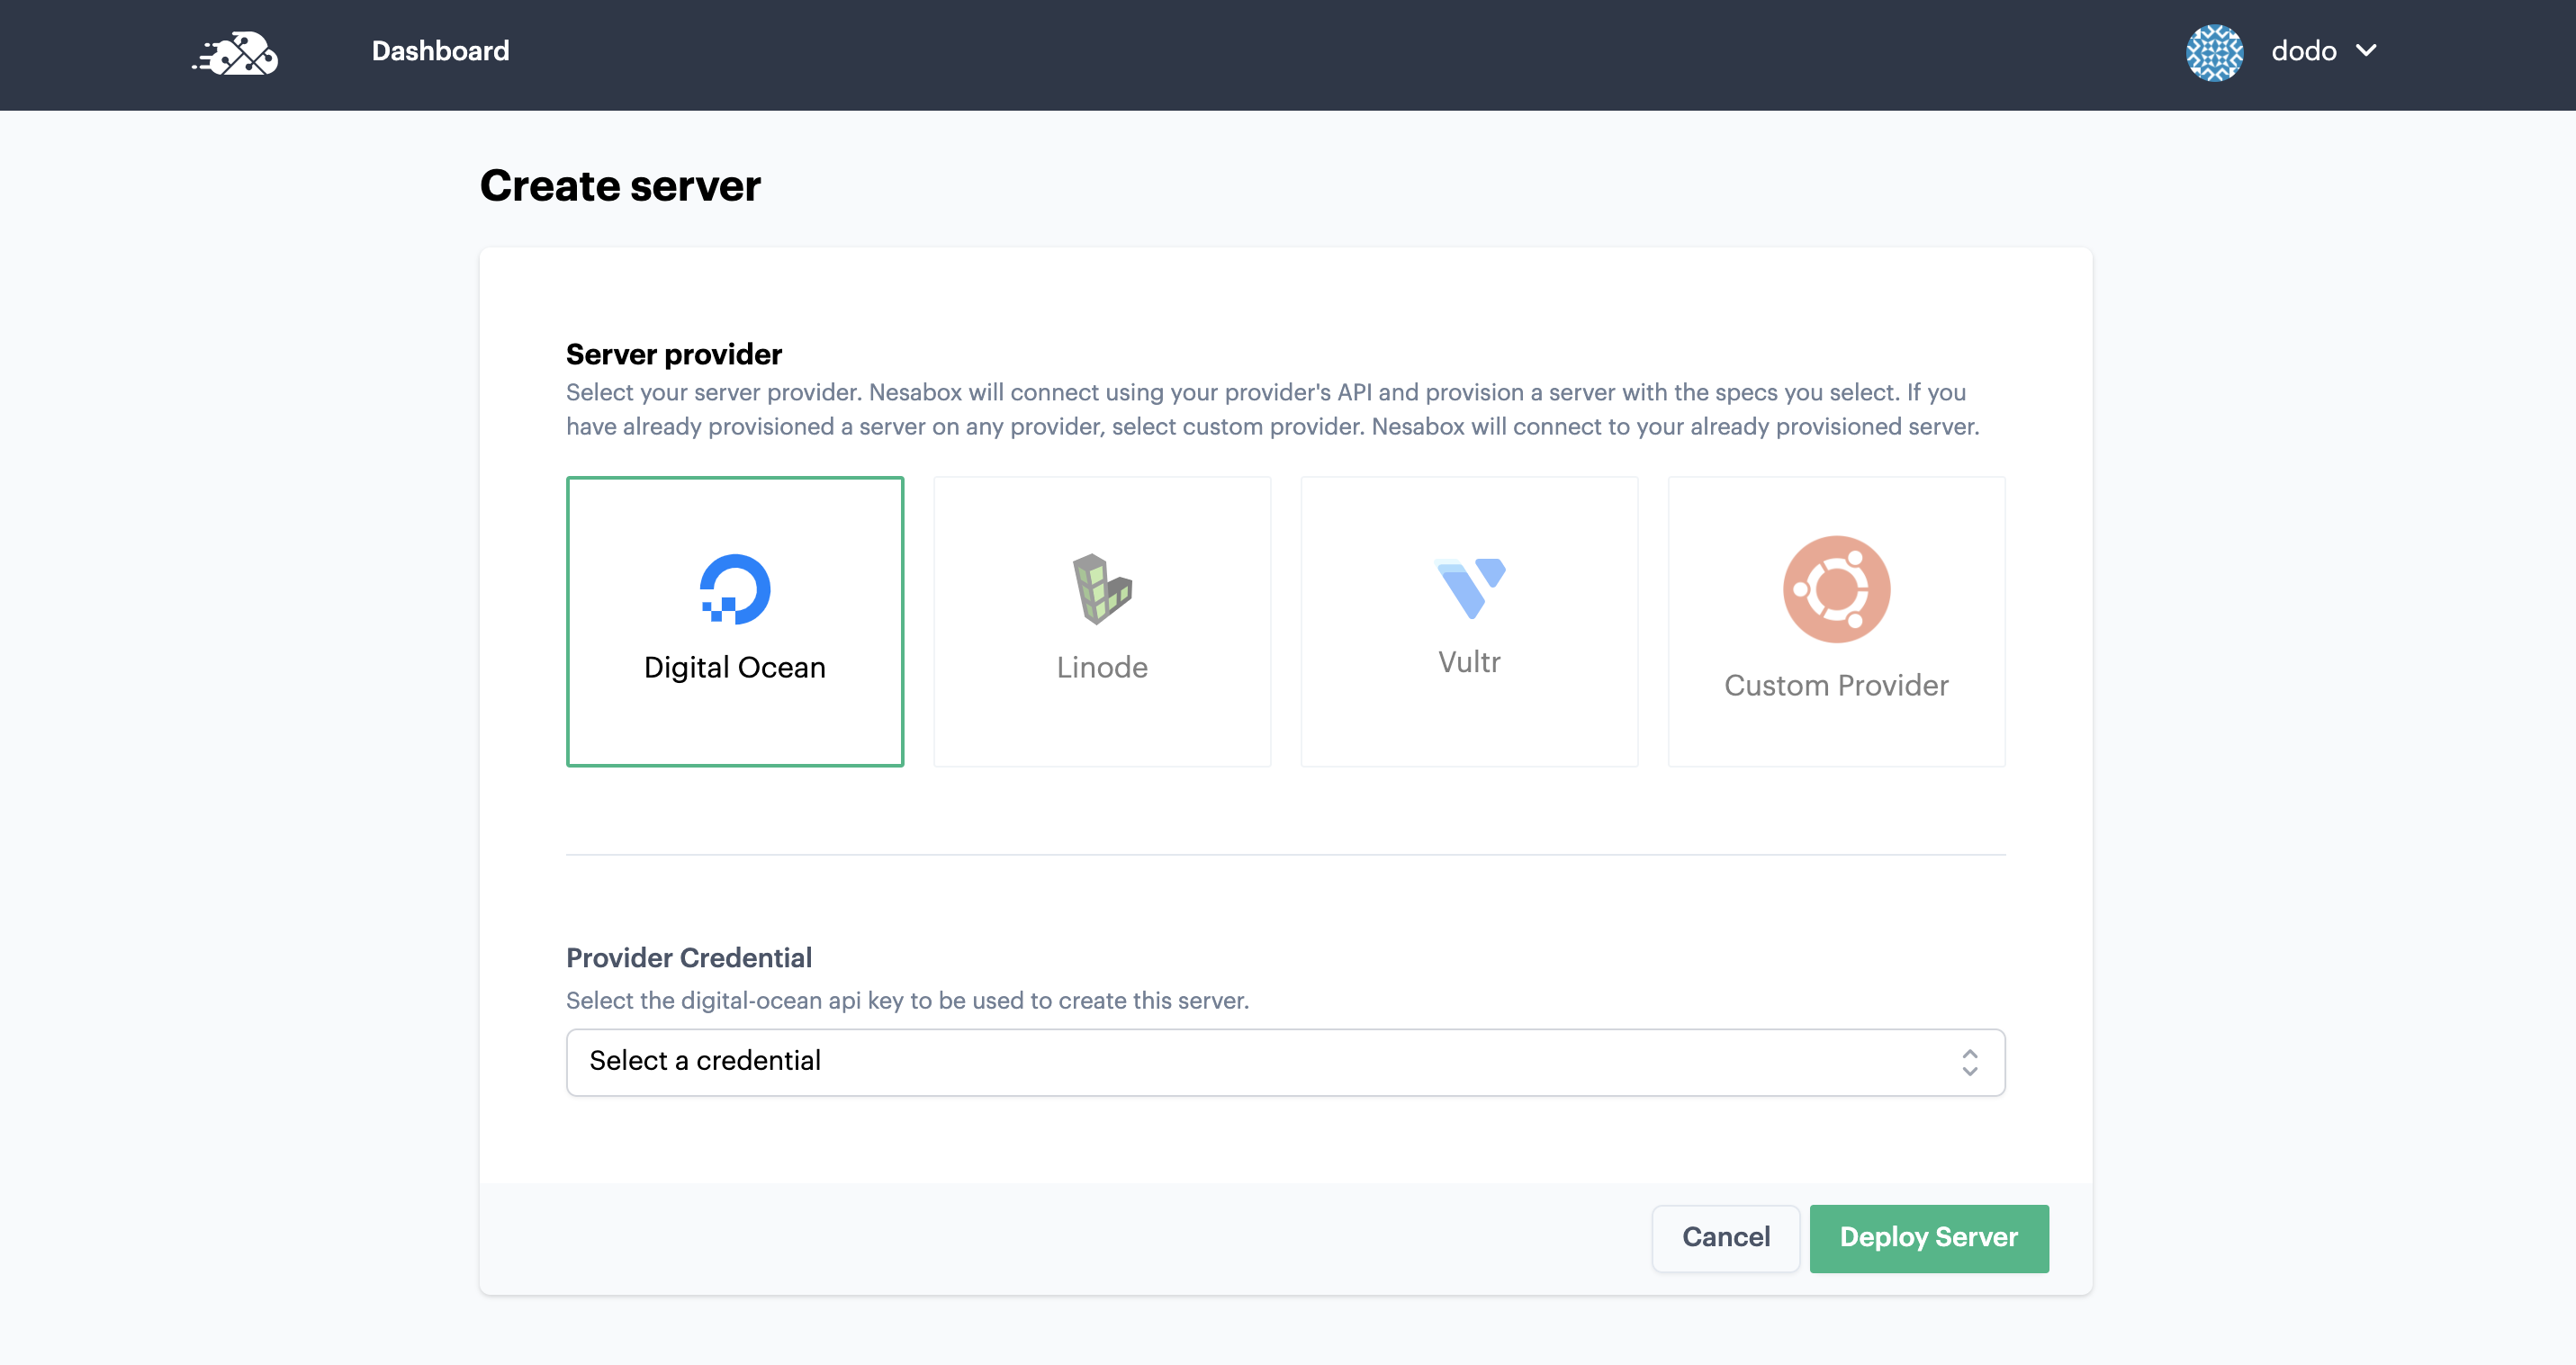 Dashboard
dodo
Create server
Server provider
Select your server provider. Nesabox will connect using your provider's API and provision a server with the specs you select. If you
have already provisioned a server on any provider, select custom provider. Nesabox will connect to your already provisioned server.
Digital Ocean
Linode
Vultr
Custom Provider
Provider Credential
Select the digital-ocean api key to be used to create this server.
Select a credential
Cancel
Deploy Server